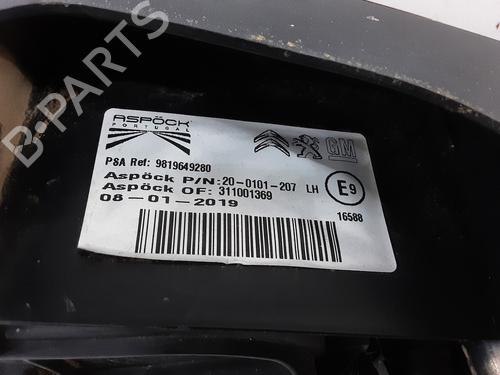 ASPÖCK
PORTUGAL
GM
PSA Ref: 9819649280
Aspöck P/N:20-0101-207 LH
E9
Aspöck OF: 311001369
08-01-2019
16588
B-PARTS